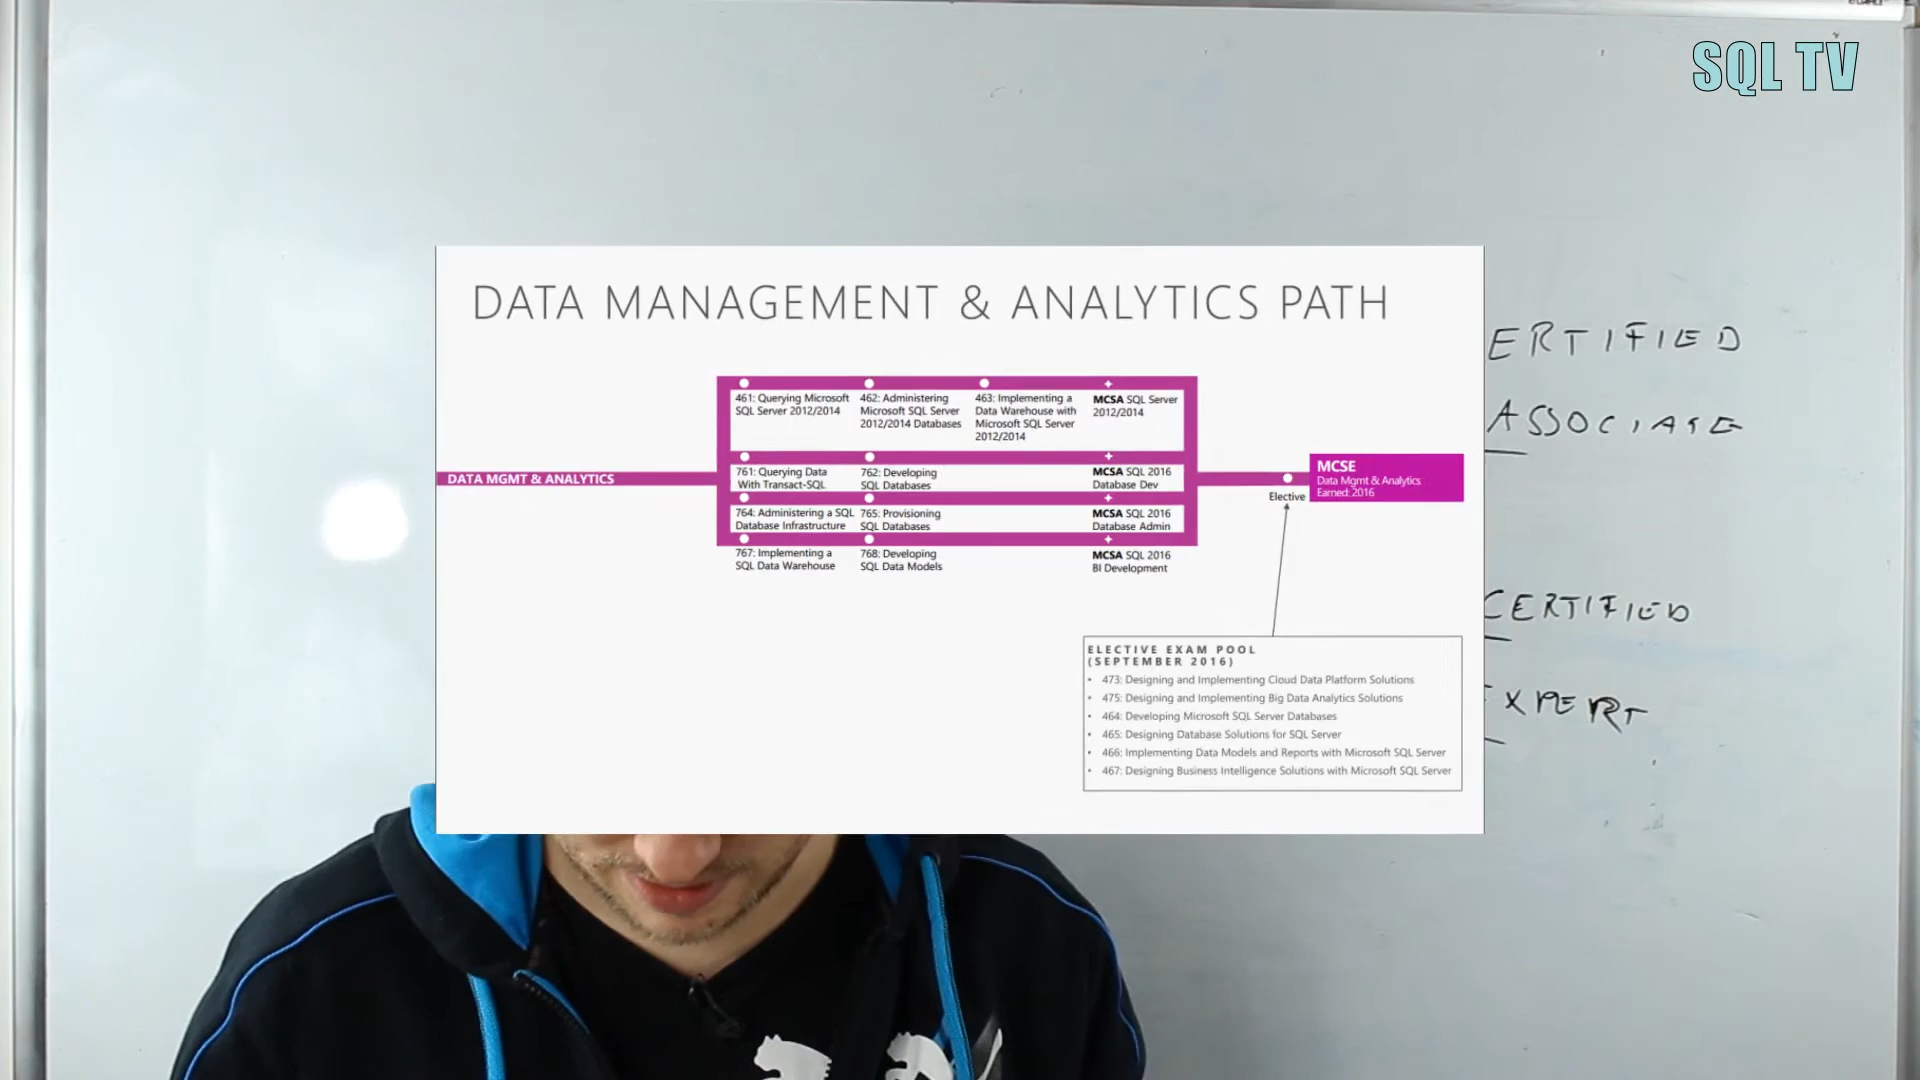 SQL TV
DATA MANAGEMENT & ANALYTICS PATH
461: Querying Microsoft
SQL Server 2012/2014
462: Administering
Microsoft SQL Server
2012/2014 Databases
463: Implementing a
Data Warehouse with
Microsoft SQL Server
2012/2014
MCSA SQL Server
2012/2014
DATA MGMT & ANALYTICS
761: Querying Data
With Transact-SQL
762: Developing
SQL Databases
MCSA SQL 2016
Database Dev
764: Administering a SQL
Database Infrastructure
765: Provisioning
SQL Databases
MCSA SQL 2016
Database Admin
767: Implementing a
SQL Data Warehouse
768: Developing
SQL Data Models
MCSA SQL 2016
BI Development
Elective
MCSE
Data Mgmt & Analytics
Earned: 2016
ELECTIVE EXAM POOL
(SEPTEMBER 2016)
• 473: Designing and Implementing Cloud Data Platform Solutions
• 475: Designing and Implementing Big Data Analytics Solutions
• 464: Developing Microsoft SQL Server Databases
• 465: Designing Database Solutions for SQL Server
• 466: Implementing Data Models and Reports with Microsoft SQL Server
• 467: Designing Business Intelligence Solutions with Microsoft SQL Server
ERTIFIED
ASSOCIATE
CERTIFIED
XPERT